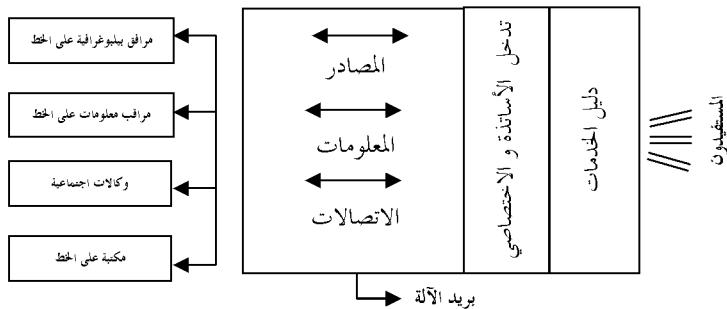 المستفيدون
دليل الخدمات
تدخل الأساتذة و الاختصاصي
المصادر
المعلومات
الاتصالات
بريد الآلة
مرافق بيبليوغرافية على الخط
مراقب معلومات على الخط
وكالات اجتماعية
مكتبة على الخط